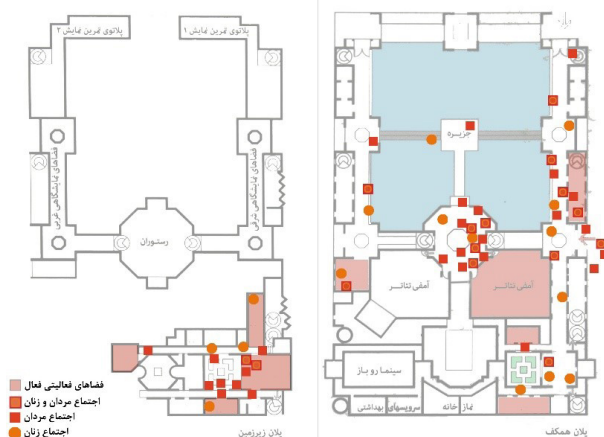 پلاتوی تمرین نمایش ۲
پلاتوی تمرین نمایش ۱
فضاهای نمایشگاهی غربی
فضاهای نمایشگاهی شرقی
رستوران
فضاهای فعالیتی فعال
اجتماع مردان و زنان
اجتماع مردان
اجتماع زنان
پلان زیرزمین
جزیره
آمفی تئاتر
آمفی تئاتر
سینما رو باز
سرویسهای بهداشتی
نماز خانه
پلان همکف